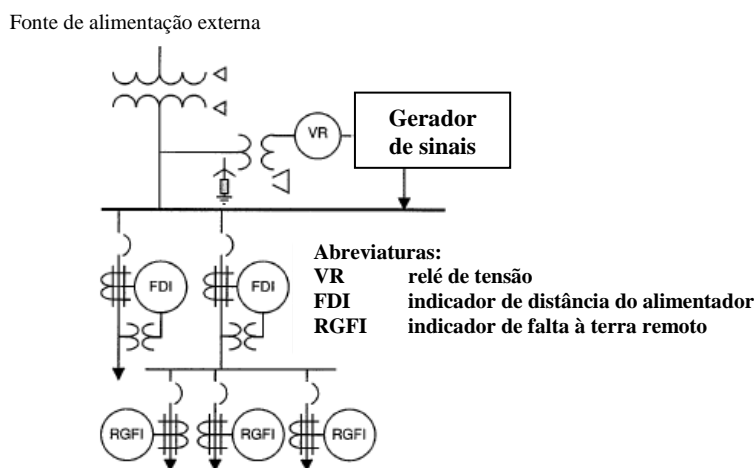 Fonte de alimentação externa
VR
Gerador
de sinais
Abreviaturas:
VR relé de tensão
FDI indicador de distância do alimentador
RGFI indicador de falta à terra remoto
FDI
FDI
RGFI
RGFI
RGFI